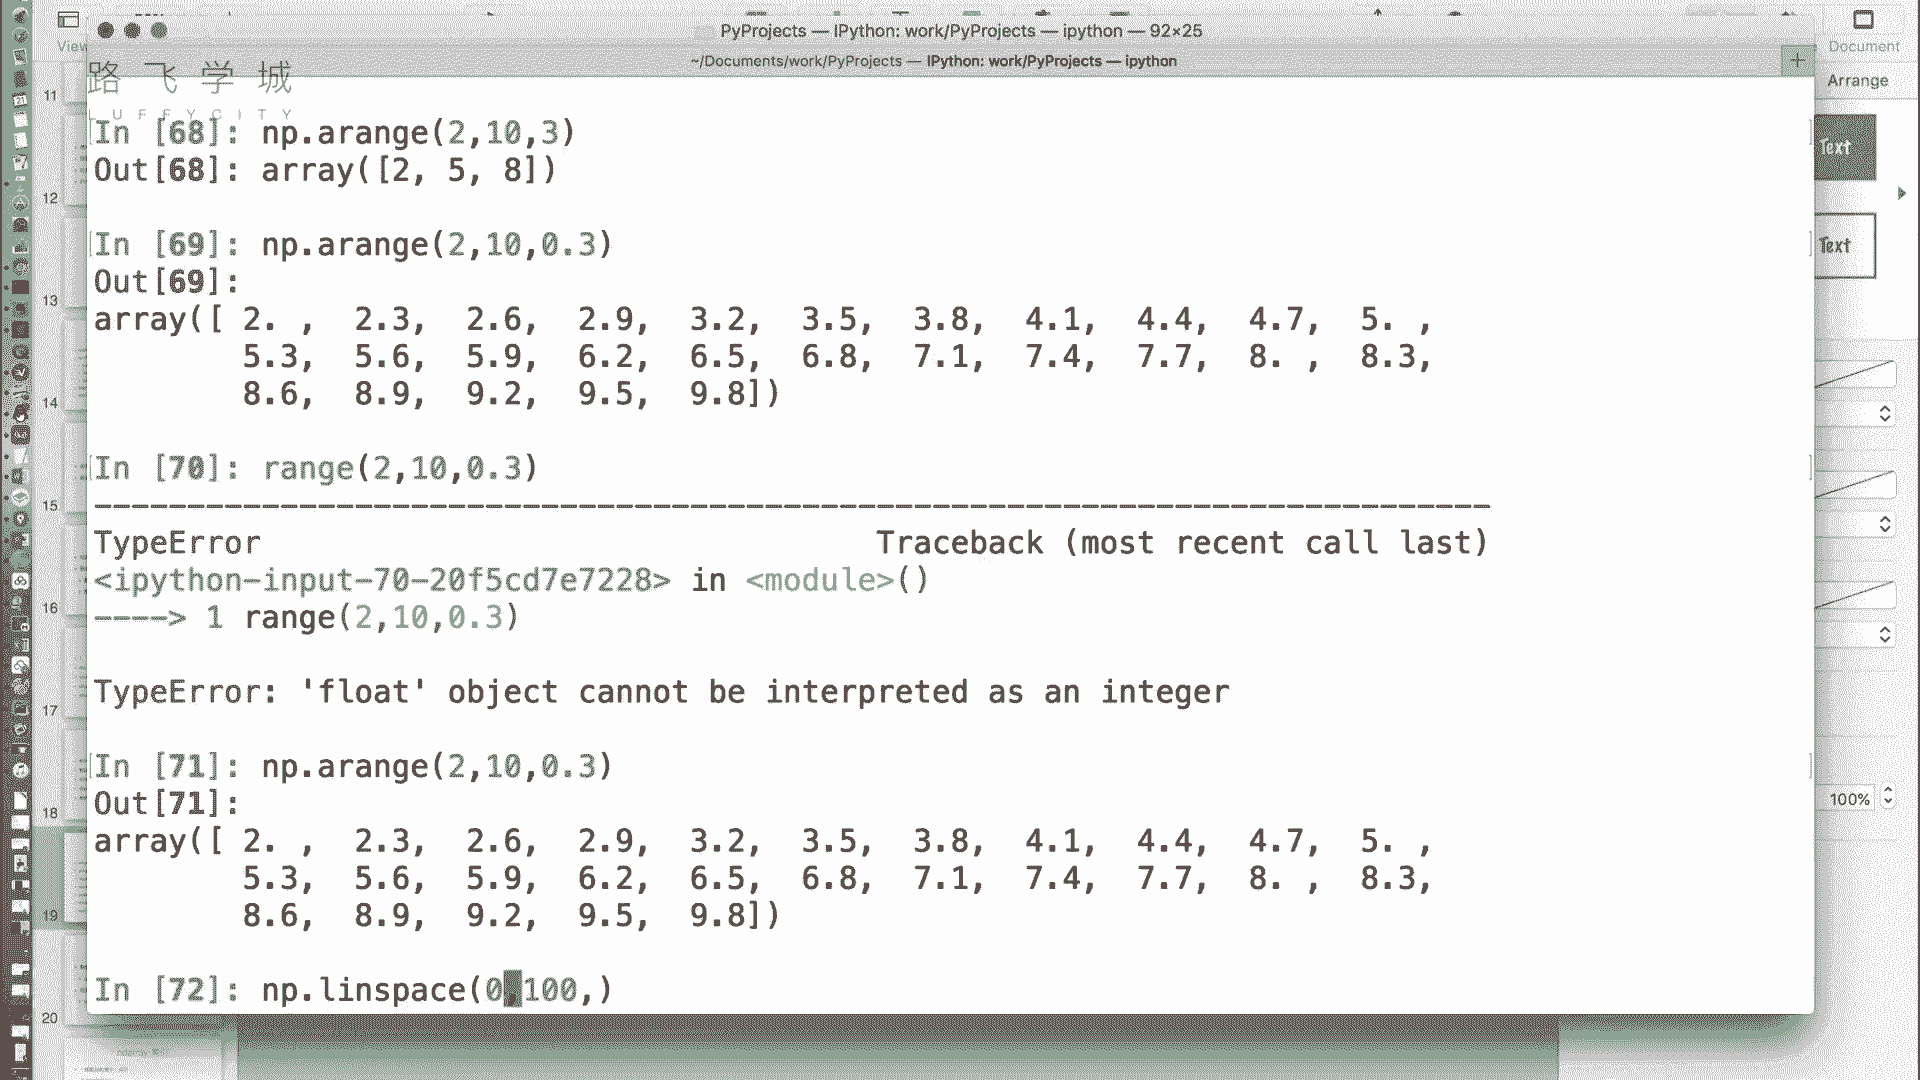 PyProjects — IPython: work/PyProjects — ipython — 92×25
View
Document
~/Documents/work/PyProjects — IPython: work/PyProjects — ipython
+
Arrange
路飞学城
LUFFYCITY
11
12
13
14
15
16
17
18
19
20
In [68]: np.arange(2,10,3)
Out[68]: array([2, 5, 8])
In [69]: np.arange(2,10,0.3)
Out[69]:
array([ 2. ,  2.3,  2.6,  2.9,  3.2,  3.5,  3.8,  4.1,  4.4,  4.7,  5. ,
        5.3,  5.6,  5.9,  6.2,  6.5,  6.8,  7.1,  7.4,  7.7,  8. ,  8.3,
        8.6,  8.9,  9.2,  9.5,  9.8])
In [70]: range(2,10,0.3)
---------------------------------------------------------------------------
TypeError                                 Traceback (most recent call last)
<ipython-input-70-20f5cd7e7228> in <module>()
----> 1 range(2,10,0.3)
TypeError: 'float' object cannot be interpreted as an integer
In [71]: np.arange(2,10,0.3)
Out[71]:
array([ 2. ,  2.3,  2.6,  2.9,  3.2,  3.5,  3.8,  4.1,  4.4,  4.7,  5. ,
        5.3,  5.6,  5.9,  6.2,  6.5,  6.8,  7.1,  7.4,  7.7,  8. ,  8.3,
        8.6,  8.9,  9.2,  9.5,  9.8])
In [72]: np.linspace(0,100,)
Text
Text
100%